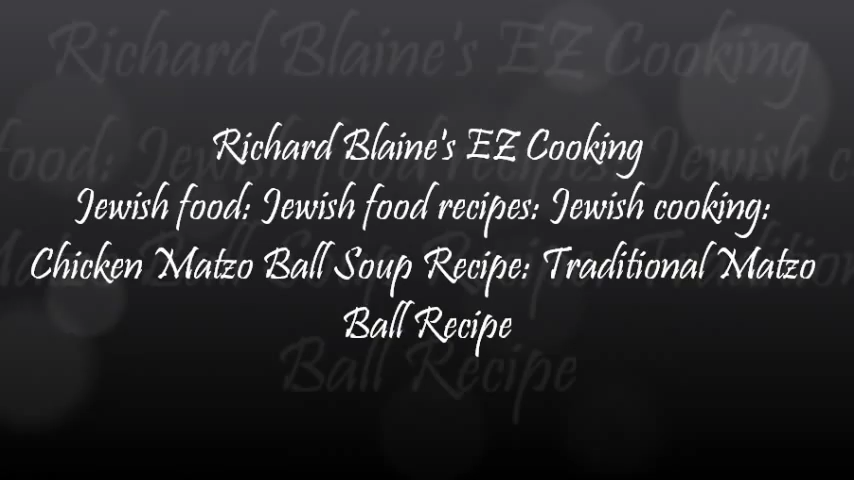 Richard Blaine's EZ Cooking
Jewish food: Jewish food recipes: Jewish cooking:
Chicken Matzo Ball Soup Recipe: Traditional Matzo
Ball Recipe